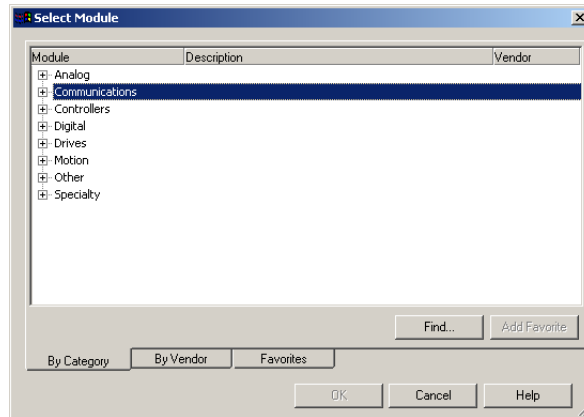 Select Module
Module Description Vendor
Analog
Communications
Controllers
Digital
Drives
Motion
Other
Specialty
Find... Add Favorite
By Category By Vendor Favorites
OK Cancel Help